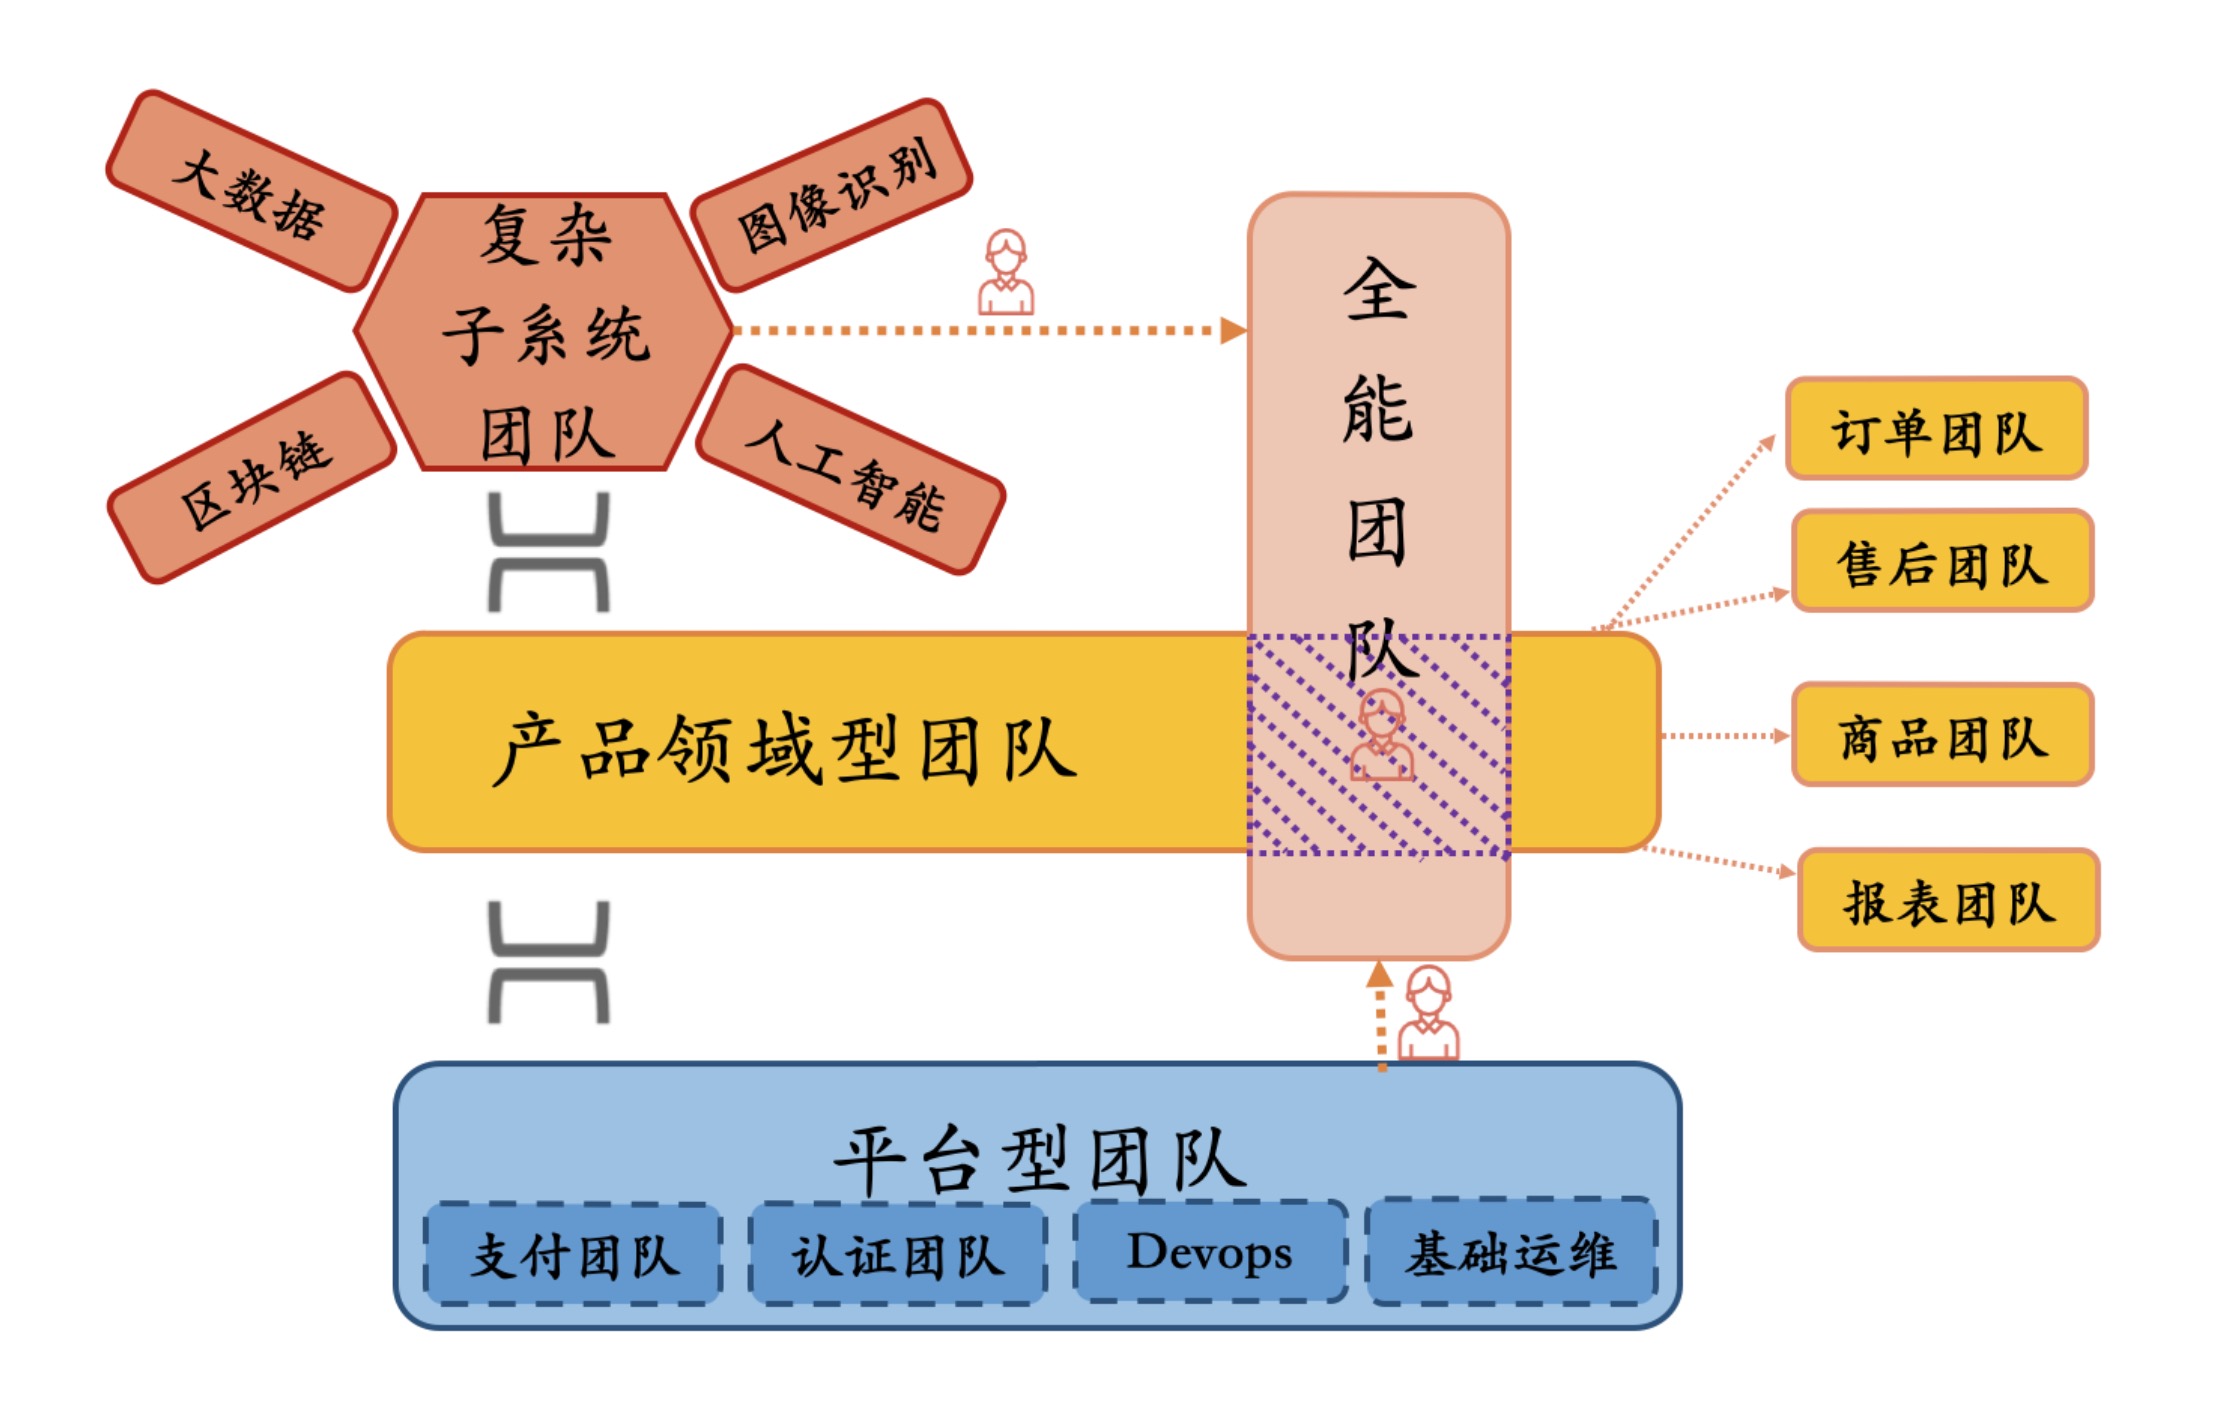 大数据
图像识别
复杂
子系统
团队
区块链
人工智能
全
能
团
队
订单团队
售后团队
产品领域型团队
商品团队
报表团队
平台型团队
支付团队
认证团队
Devops
基础运维